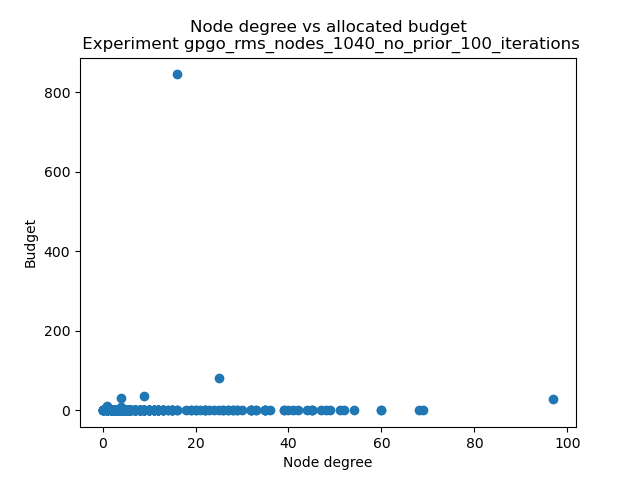 Node degree vs allocated budget
Experiment gpgo_rms_nodes_1040_no_prior_100_iterations
800
600
400
200
0
Budget
0 20 40 60 80 100
Node degree